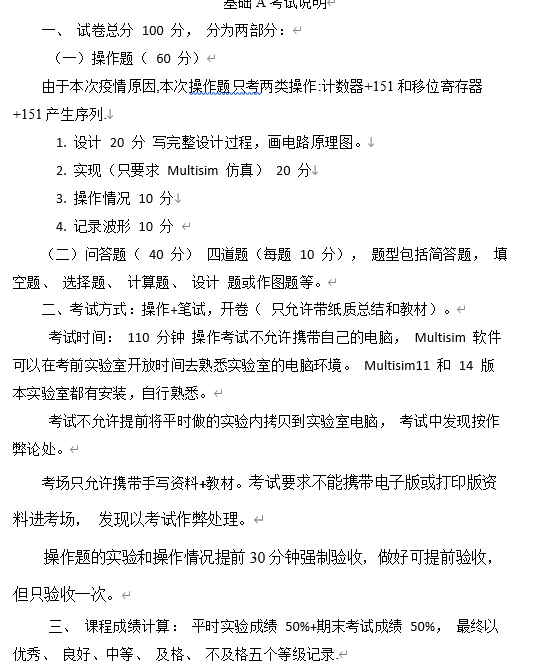 基础 A 考试说明
一、 试卷总分 100 分， 分为两部分：
（一）操作题（ 60 分）
由于本次疫情原因,本次操作题只考两类操作:计数器+151 和移位寄存器
+151 产生序列.
1. 设计 20 分 写完整设计过程，画电路原理图。
2. 实现（只要求 Multisim 仿真） 20 分
3. 操作情况 10 分
4. 记录波形 10 分
（二）问答题（ 40 分） 四道题（每题 10 分）， 题型包括简答题， 填
空题、 选择题、 计算题、 设计 题或作图题等。
二、考试方式：操作+笔试，开卷（ 只允许带纸质总结和教材）。
考试时间： 110 分钟 操作考试不允许携带自己的电脑， Multisim 软件
可以在考前实验室开放时间去熟悉实验室的电脑环境。 Multisim11 和 14 版
本实验室都有安装，自行熟悉。
考试不允许提前将平时做的实验内拷贝到实验室电脑， 考试中发现按作
弊论处。
考场只允许携带手写资料+教材。考试要求不能携带电子版或打印版资
料进考场， 发现以考试作弊处理。
操作题的实验和操作情况提前 30 分钟强制验收，做好可提前验收，
但只验收一次。
三、 课程成绩计算： 平时实验成绩 50%+期末考试成绩 50%， 最终以
优秀、 良好、中等、 及格、 不及格五个等级记录.